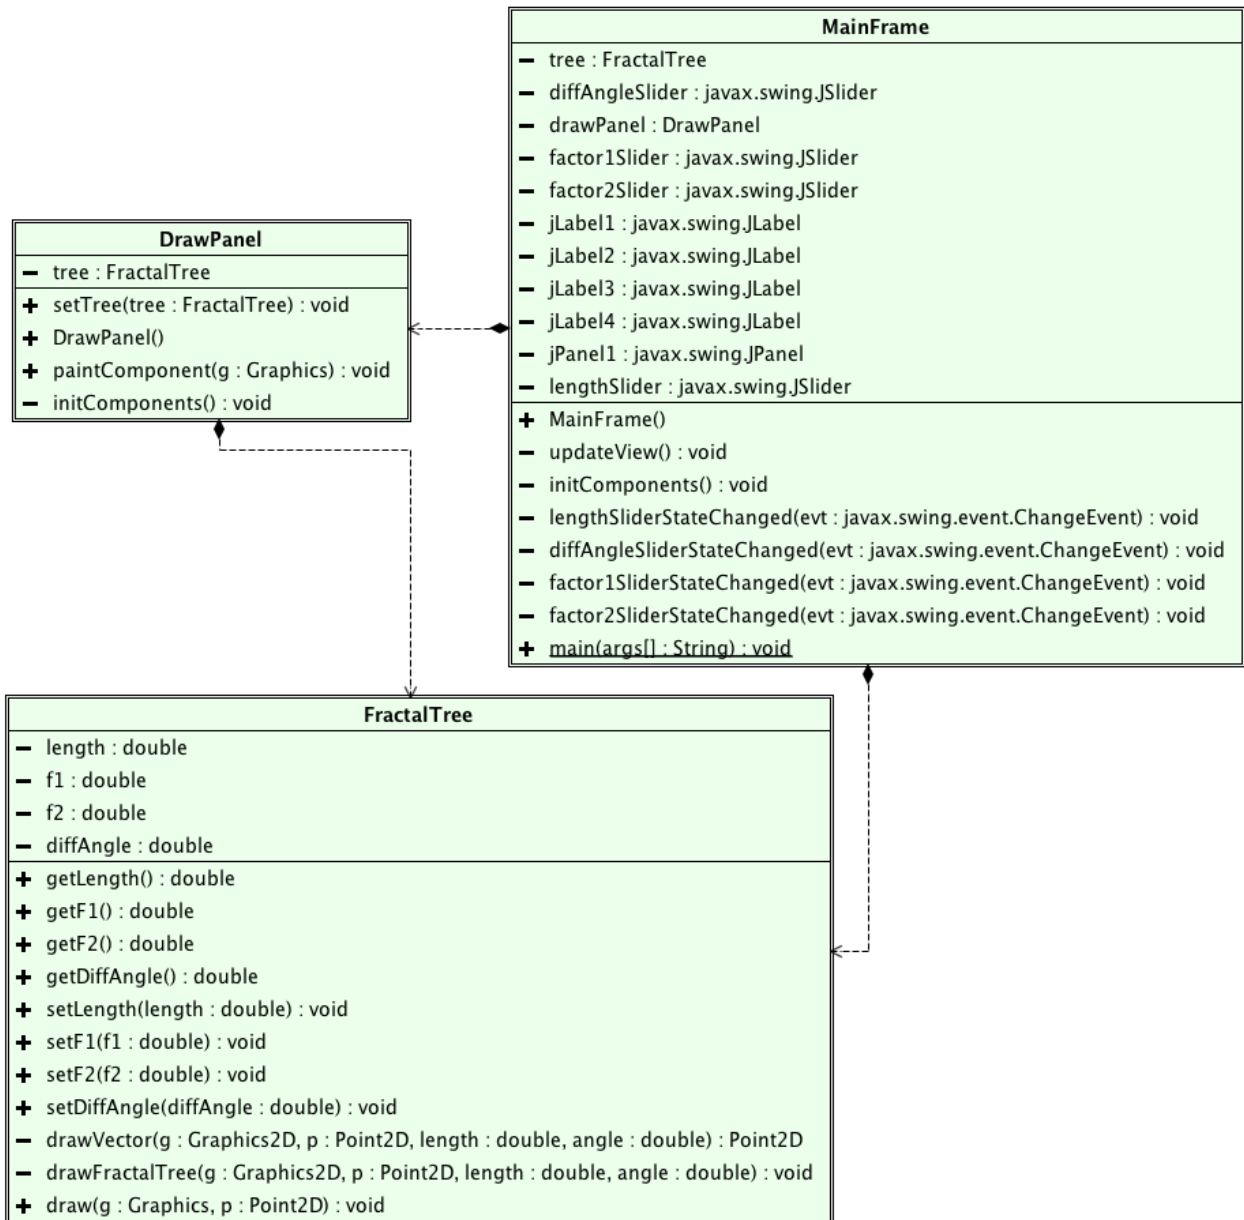 MainFrame
− tree : FractalTree
− diffAngleSlider : javax.swing.JSlider
− drawPanel : DrawPanel
− factor1Slider : javax.swing.JSlider
− factor2Slider : javax.swing.JSlider
− jLabel1 : javax.swing.JLabel
− jLabel2 : javax.swing.JLabel
− jLabel3 : javax.swing.JLabel
− jLabel4 : javax.swing.JLabel
− jPanel1 : javax.swing.JPanel
− lengthSlider : javax.swing.JSlider
+ MainFrame()
− updateView() : void
− initComponents() : void
− lengthSliderStateChanged(evt : javax.swing.event.ChangeEvent) : void
− diffAngleSliderStateChanged(evt : javax.swing.event.ChangeEvent) : void
− factor1SliderStateChanged(evt : javax.swing.event.ChangeEvent) : void
− factor2SliderStateChanged(evt : javax.swing.event.ChangeEvent) : void
+ main(args[] : String) : void
DrawPanel
− tree : FractalTree
+ setTree(tree : FractalTree) : void
+ DrawPanel()
+ paintComponent(g : Graphics) : void
− initComponents() : void
FractalTree
− length : double
− f1 : double
− f2 : double
− diffAngle : double
+ getLength() : double
+ getF1() : double
+ getF2() : double
+ getDiffAngle() : double
+ setLength(length : double) : void
+ setF1(f1 : double) : void
+ setF2(f2 : double) : void
+ setDiffAngle(diffAngle : double) : void
− drawVector(g : Graphics2D, p : Point2D, length : double, angle : double) : Point2D
− drawFractalTree(g : Graphics2D, p : Point2D, length : double, angle : double) : void
+ draw(g : Graphics, p : Point2D) : void